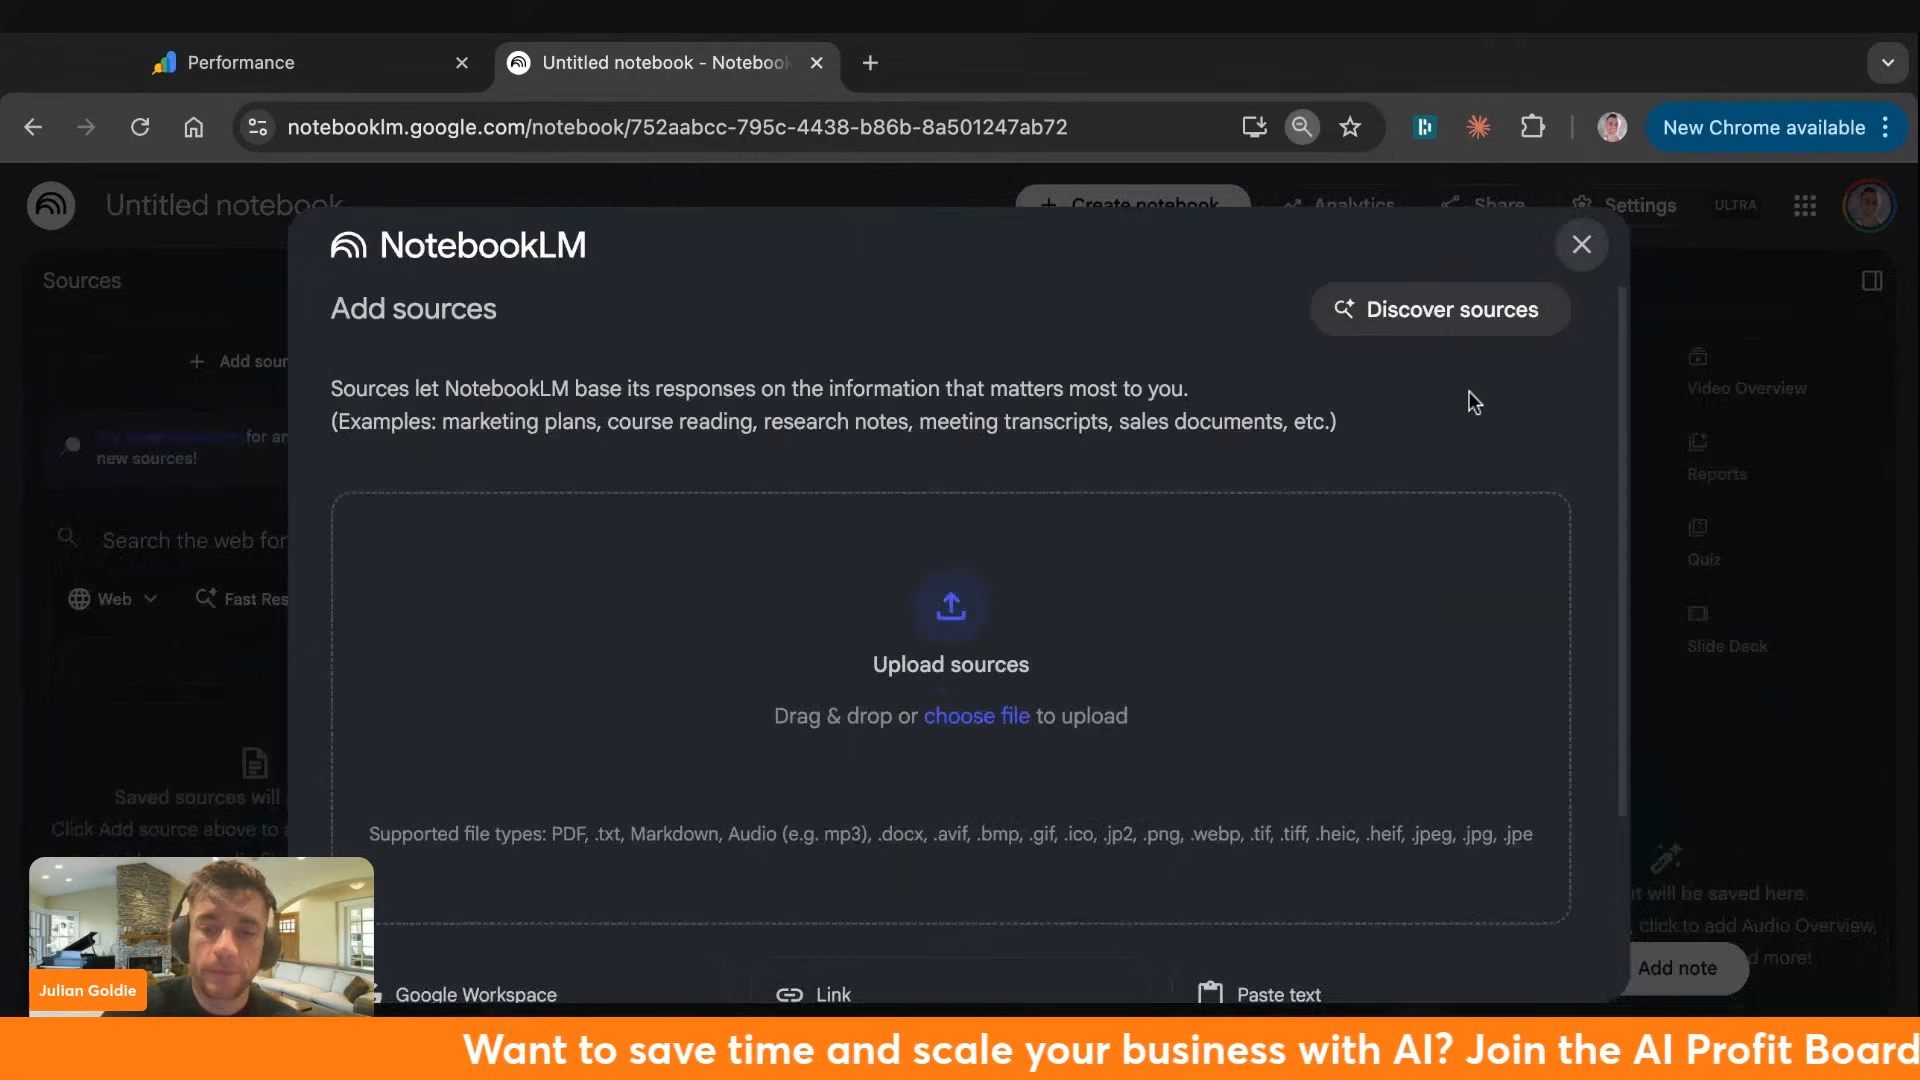 Performance
Untitled notebook - Notebook
notebooklm.google.com/notebook/752aabcc-795c-4438-b86b-8a501247ab72
New Chrome available
Untitled notebook
Create notebook
Analytics
Share
Settings
ULTRA
NotebookLM
Sources
Add sources
Discover sources
Add sour
Sources let NotebookLM base its responses on the information that matters most to you.
(Examples: marketing plans, course reading, research notes, meeting transcripts, sales documents, etc.)
for an
new sources!
Video Overview
Reports
Search the web for
Quiz
Web
Fast Res
Slide Deck
Upload sources
Drag & drop or choose file to upload
Saved sources will
Click Add source above to a
Supported file types: PDF, .txt, Markdown, Audio (e.g. mp3), .docx, .avif, .bmp, .gif, .ico, .jp2, .png, .webp, .tif, .tiff, .heic, .heif, .jpeg, .jpg, .jpe
t will be saved here.
click to add Audio Overview,
d more!
Add note
Julian Goldie
Google Workspace
Link
Paste text
Want to save time and scale your business with AI? Join the AI Profit Board